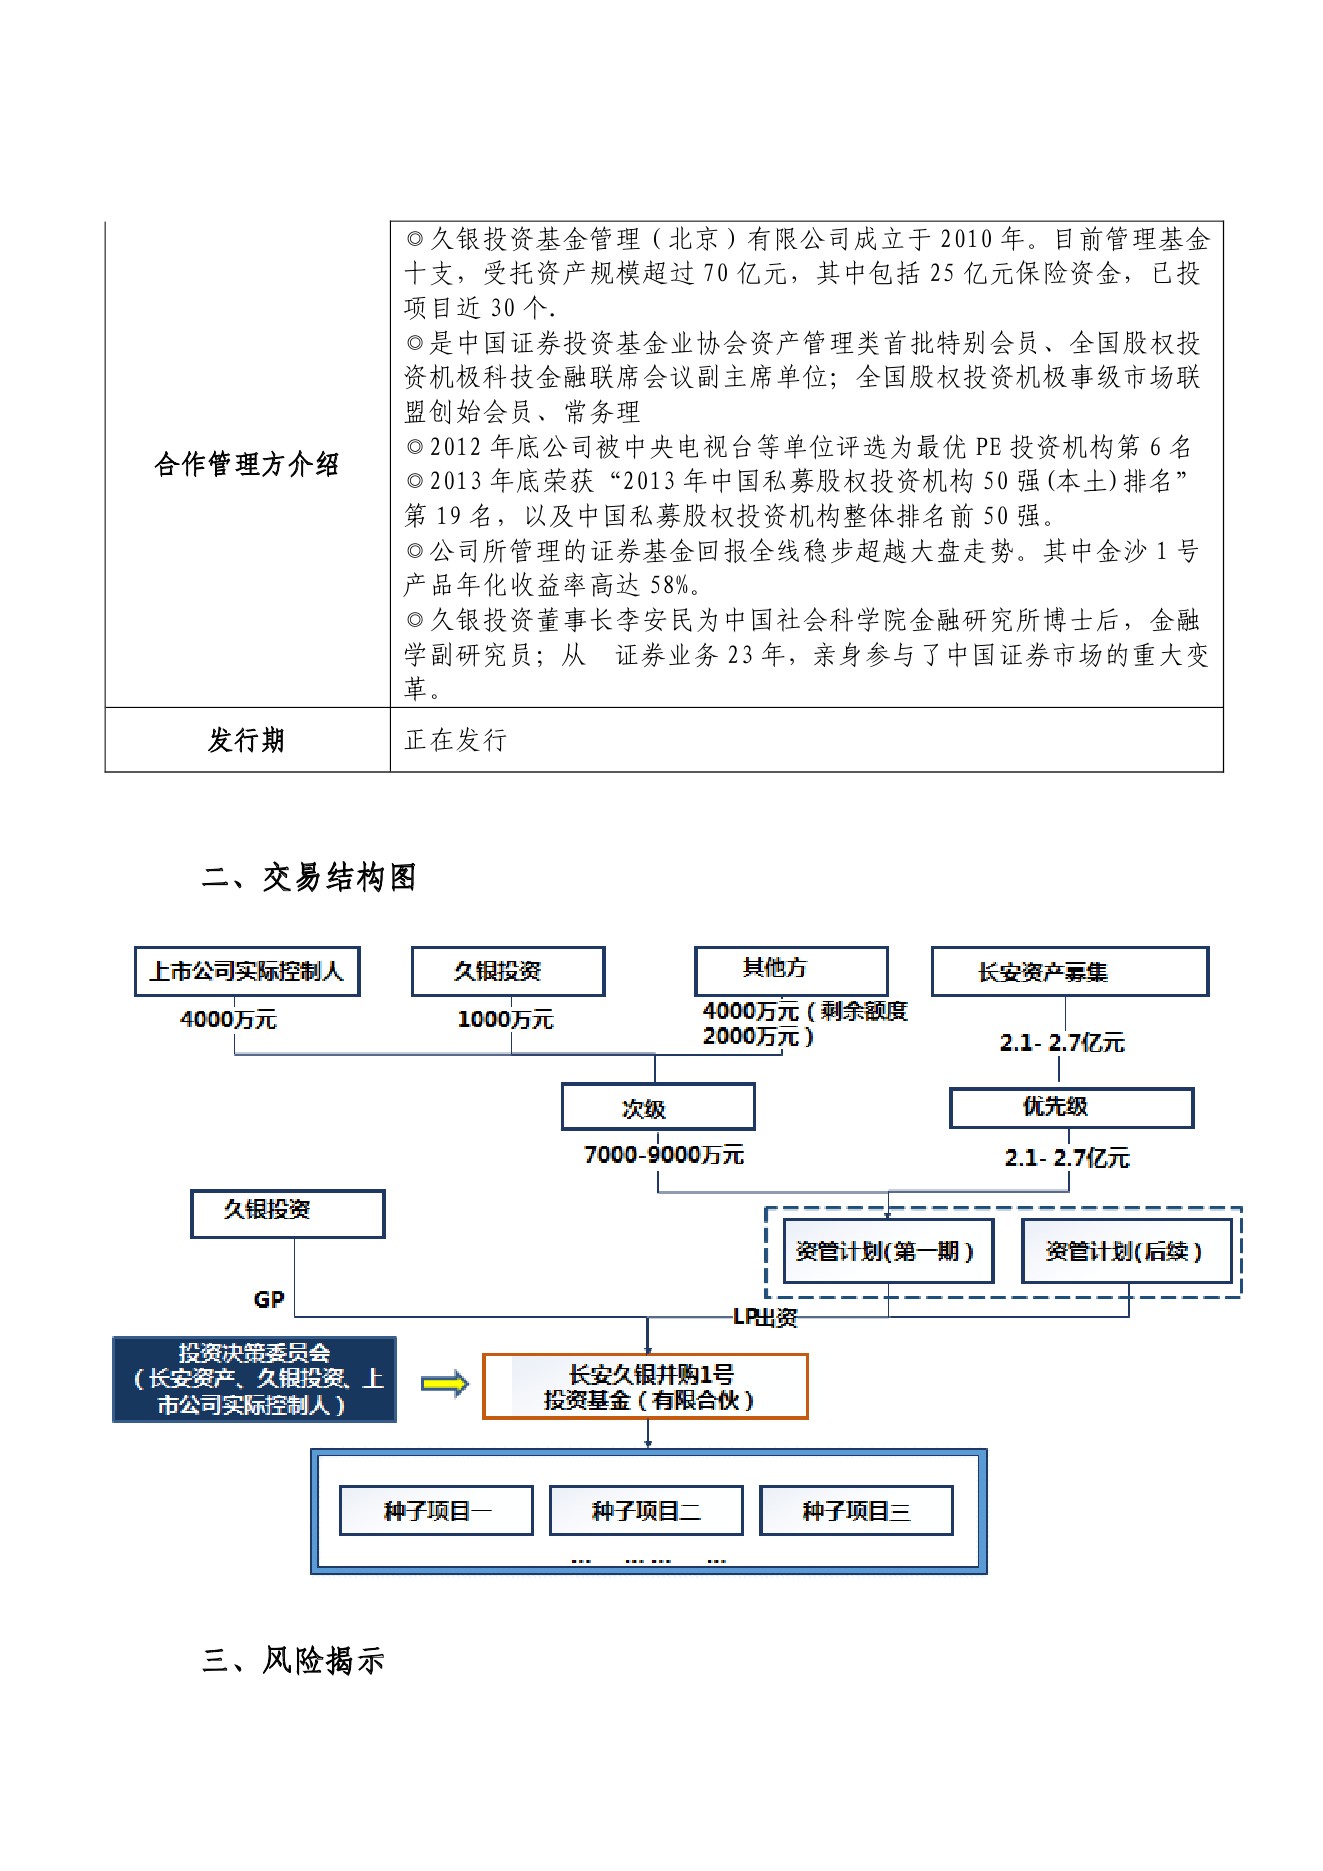 ◎久银投资基金管理（北京）有限公司成立于 2010 年。目前管理基金
十支，受托资产规模超过 70 亿元，其中包括 25 亿元保险资金，已投
项目近 30 个.
◎是中国证券投资基金业协会资产管理类首批特别会员、全国股权投
资机极科技金融联席会议副主席单位；全国股权投资机极事级市场联
盟创始会员、常务理
合作管理方介绍
◎2012 年底公司被中央电视台等单位评选为最优 PE 投资机构第 6 名
◎2013 年底荣获“2013 年中国私募股权投资机构 50 强(本土)排名”
第 19 名，以及中国私募股权投资机构整体排名前 50 强。
◎公司所管理的证券基金回报全线稳步超越大盘走势。其中金沙 1 号
产品年化收益率高达 58%。
◎久银投资董事长李安民为中国社会科学院金融研究所博士后，金融
学副研究员；从　证券业务 23 年，亲身参与了中国证券市场的重大变
革。
发行期
正在发行
二、交易结构图
上市公司实际控制人
久银投资
其他方
长安资产募集
4000万元
1000万元
4000万元（剩余额度
2000万元）
2.1- 2.7亿元
次级
优先级
7000-9000万元
2.1- 2.7亿元
久银投资
资管计划(第一期）
资管计划(后续）
GP
LP出资
投资决策委员会
（长安资产、久银投资、上
市公司实际控制人）
长安久银并购1号
投资基金（有限合伙）
种子项目一
种子项目二
种子项目三
… … … …
三、风险揭示